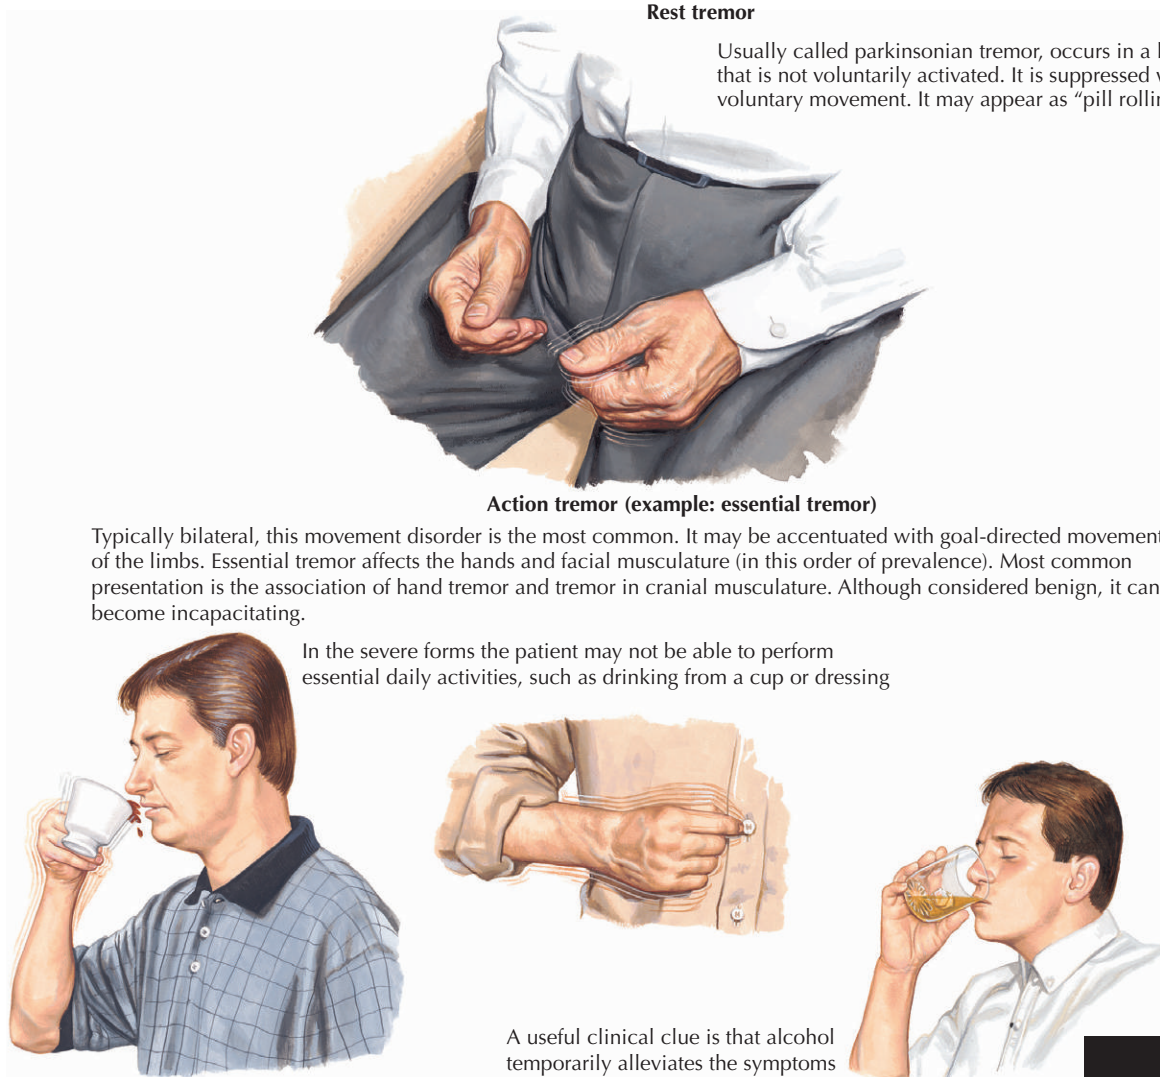 Rest tremor
Usually called parkinsonian tremor, occurs in a
that is not voluntarily activated. It is suppressed
voluntary movement. It may appear as “pill
Action tremor (example: essential tremor)
Typically bilateral, this movement disorder is the most common. It may be accentuated with goal-directed movement
of the limbs. Essential tremor affects the hands and facial musculature (in this order of prevalence). Most common
presentation is the association of hand tremor and tremor in cranial musculature. Although considered benign, it can
become incapacitating.
In the severe forms the patient may not be able to perform
essential daily activities, such as drinking from a cup or dressing
A useful clinical clue is that alcohol
temporarily alleviates the symptoms